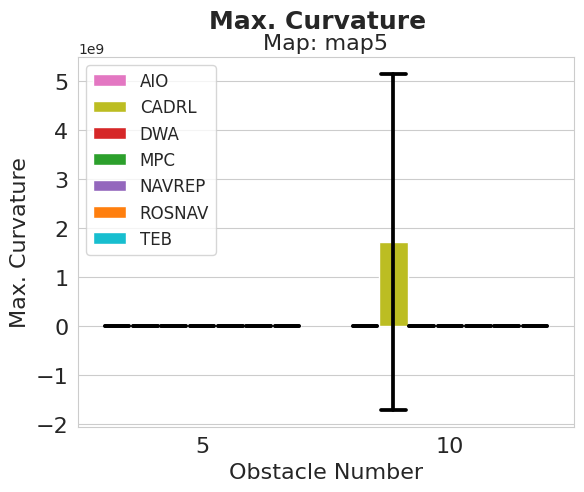 Max. Curvature
Map: map5
1e9
AIO
CADRL
DWA
MPC
NAVREP
ROSNAV
TEB
Max. Curvature
5
4
3
2
1
0
−1
−2
5 10
Obstacle Number